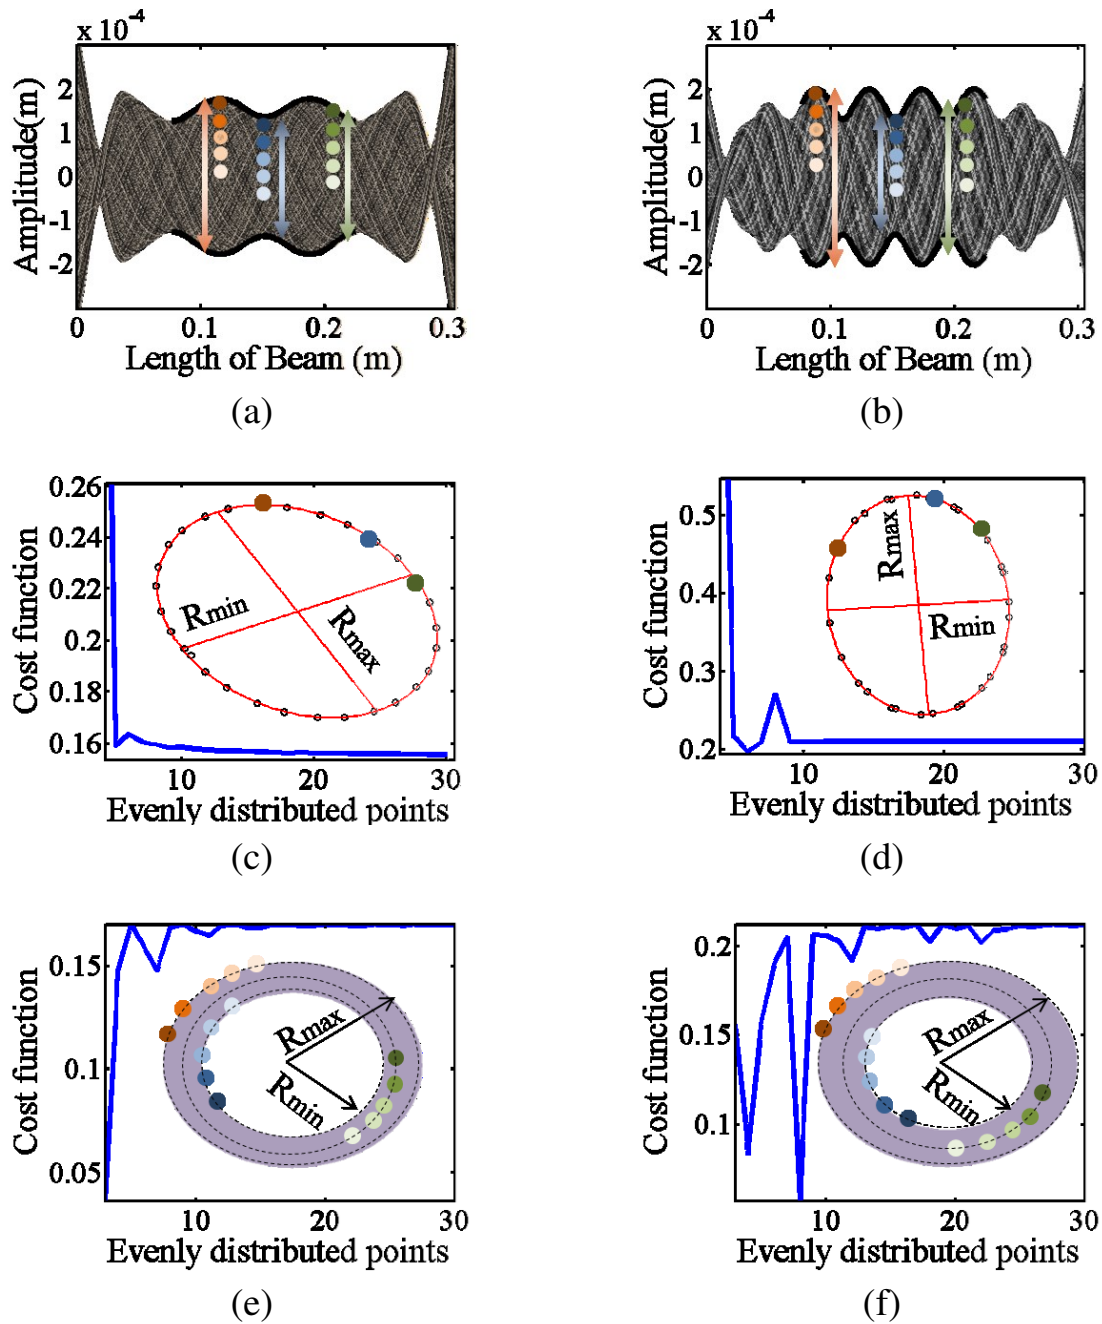 x 10⁻⁴
Amplitude(m)
2
1
0
-1
-2
0
0.1
0.2
0.3
Length of Beam (m)
(a)
x 10⁻⁴
Amplitude(m)
2
1
0
-1
-2
0
0.1
0.2
0.3
Length of Beam (m)
(b)
Cost function
0.26
0.24
0.22
0.2
0.18
0.16
Rmin
Rmax
10
20
30
Evenly distributed points
(c)
Cost function
0.5
0.4
0.3
0.2
Rmax
Rmin
10
20
30
Evenly distributed points
(d)
Cost function
0.15
0.1
0.05
Rmax
Rmin
10
20
30
Evenly distributed points
(e)
Cost function
0.2
0.15
0.1
Rmax
Rmin
10
20
30
Evenly distributed points
(f)